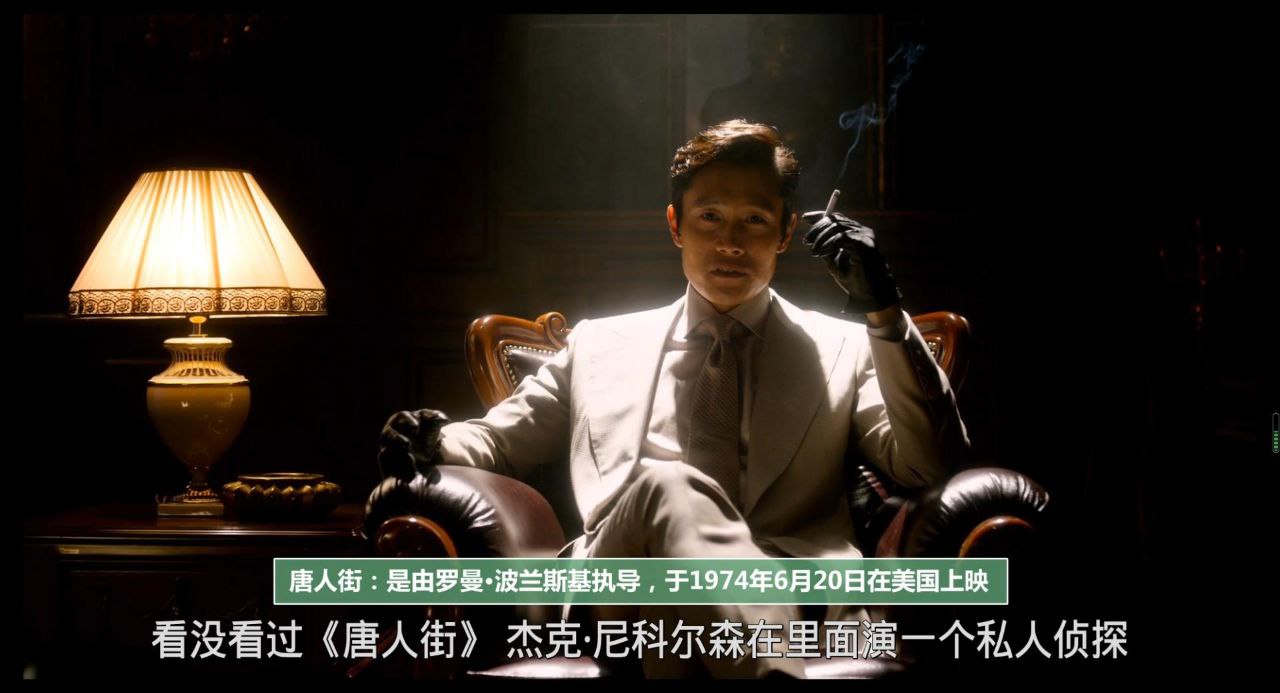 唐人街：是由罗曼·波兰斯基执导，于1974年6月20日在美国上映
看没看过《唐人街》 杰克·尼科尔森在里面演一个私人侦探